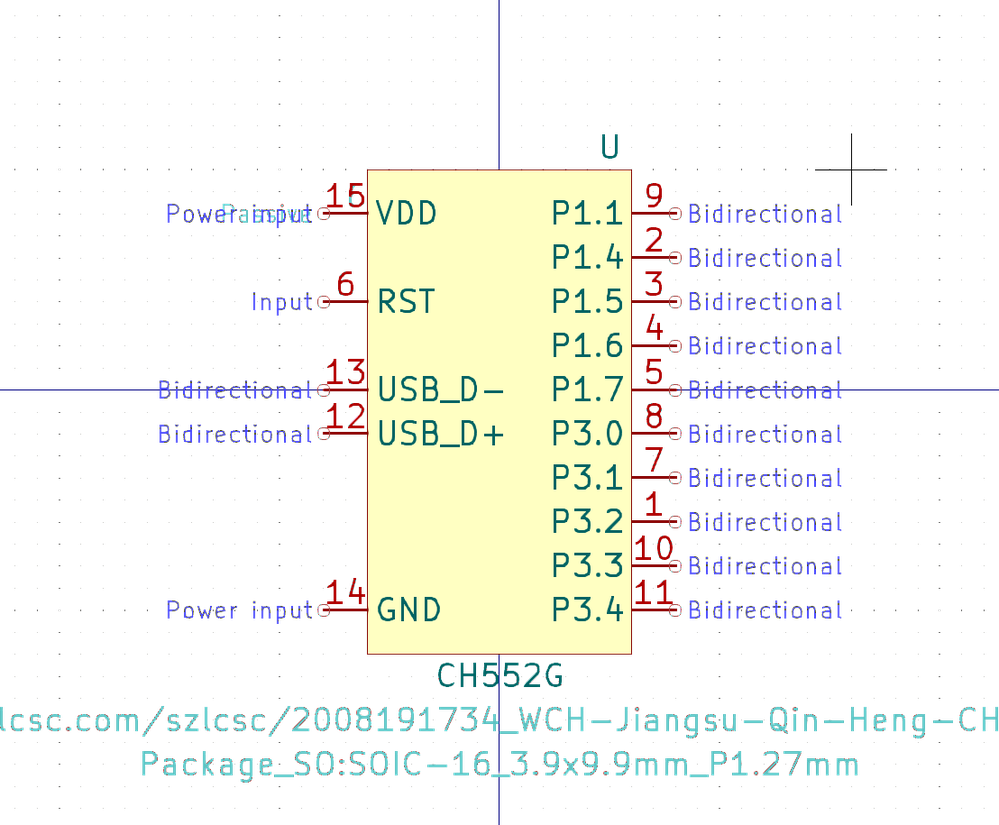 U
Power input Passive 15 VDD P1.1 9 Bidirectional
P1.4 2 Bidirectional
Input 6 RST P1.5 3 Bidirectional
P1.6 4 Bidirectional
Bidirectional 13 USB_D- P1.7 5 Bidirectional
Bidirectional 12 USB_D+ P3.0 8 Bidirectional
P3.1 7 Bidirectional
P3.2 1 Bidirectional
P3.3 10 Bidirectional
Power input 14 GND P3.4 11 Bidirectional
CH552G
lcsc.com/szlcsc/2008191734_WCH-Jiangsu-Qin-Heng-CH
Package_SO:SOIC-16_3.9x9.9mm_P1.27mm